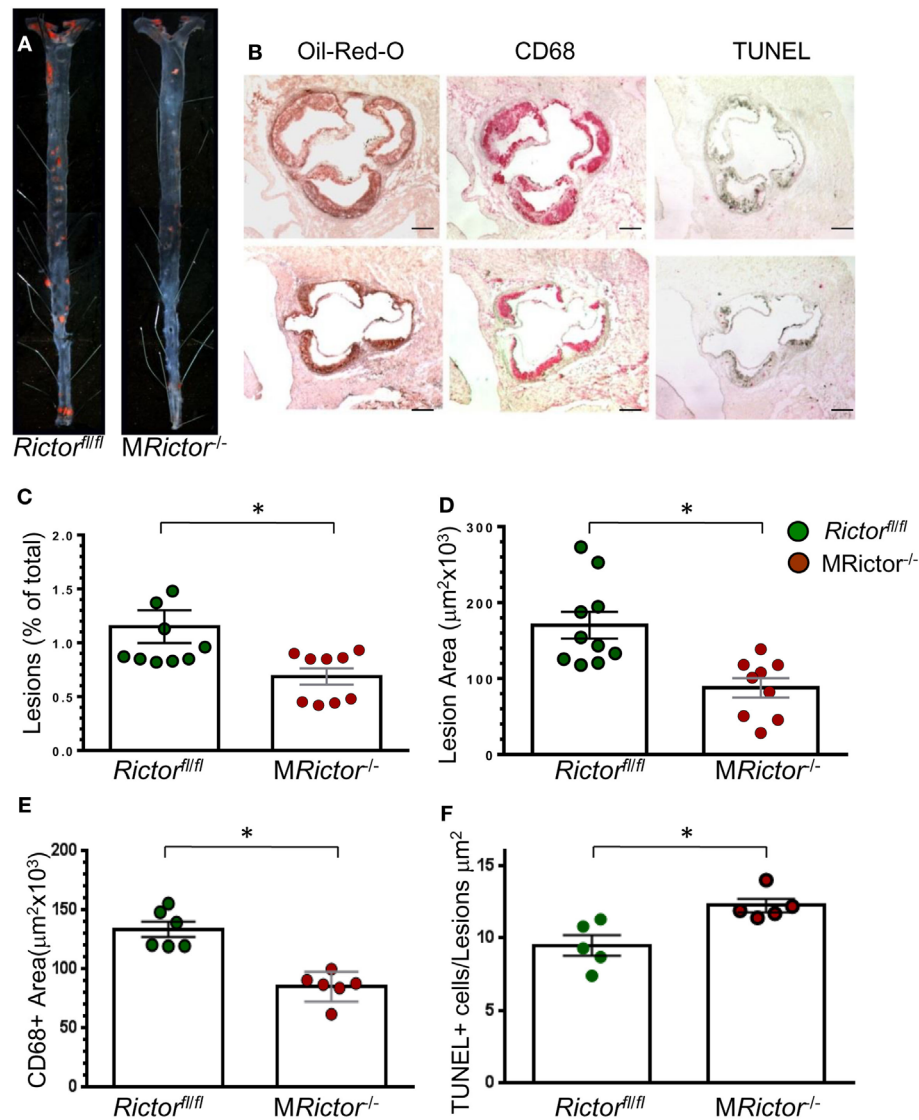 A
Rictorfl/fl
MRictor-/-
B
Oil-Red-O
CD68
TUNEL
C
Lesions (% of total)
2.0
1.5
1.0
0.5
0.0
*
Rictorfl/fl
MRictor-/-
D
Lesion Area (µm²x10³)
300
200
100
0
*
Rictorfl/fl
MRictor-/-
Rictorfl/fl
MRictor-/-
E
CD68+ Area(µm²x10³)
200
150
100
50
0
*
Rictorfl/fl
MRictor-/-
F
TUNEL+ cells/Lesions µm²
15
10
5
0
*
Rictorfl/fl
MRictor-/-